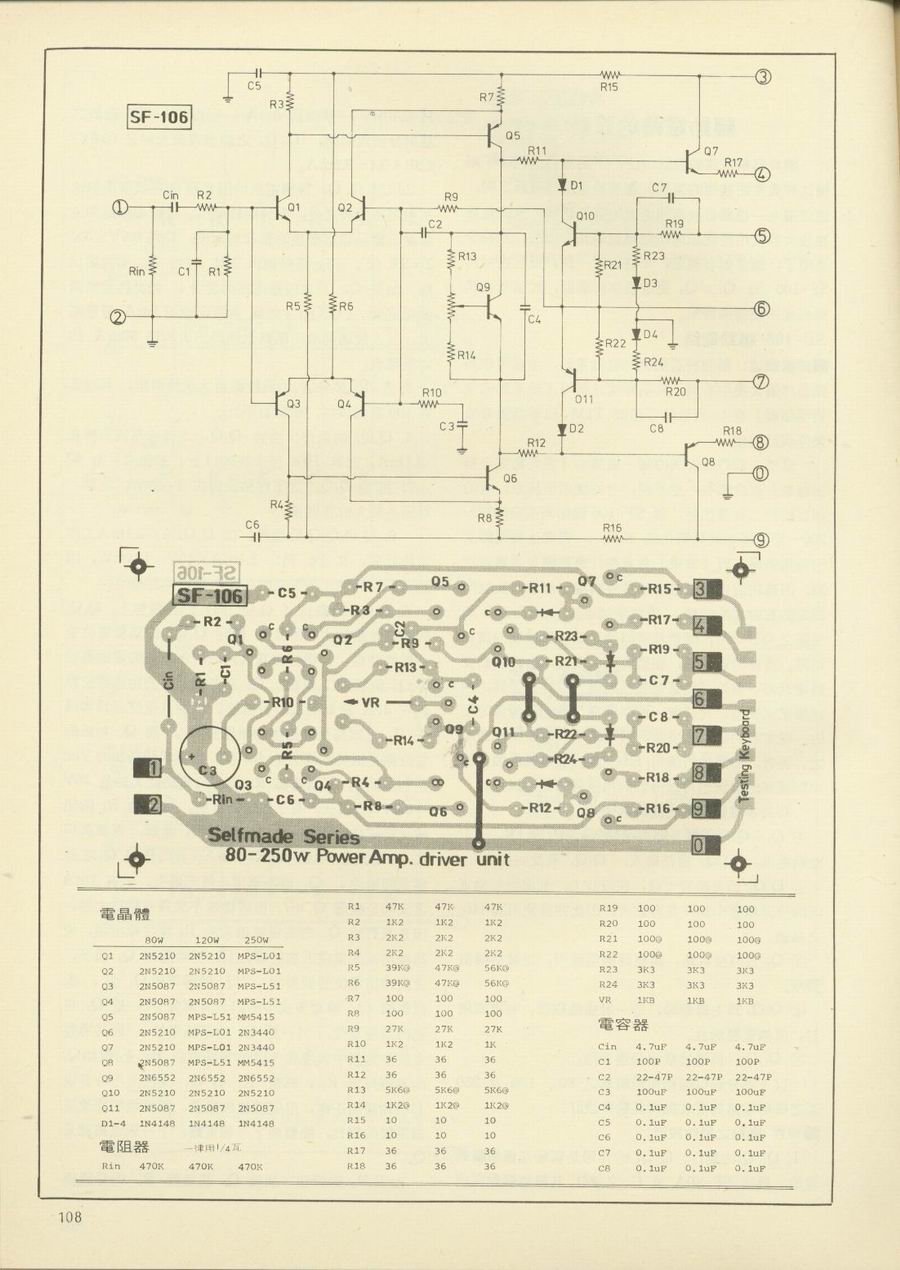 SF-106
C5
R3
R7
R15
③
Q5
R11
Q7
R17
④
D1
C7
①
Cin
R2
Q1
Q2
R9
Q10
R19
⑤
C2
Rin
C1
R1
R13
R21
R23
Q9
D3
R5
R6
⑥
②
C4
R22
D4
R14
R24
Q3
Q4
R10
Q11
R20
⑦
C3
D2
C8
R12
R18
⑧
Q8
⓪
Q6
R4
R8
C6
R16
⑨
SF-106
SF-106
C5
R7
Q5
R11
Q7
c
R15
3
R2
R3
c
R17
4
Q1
c
c
R6
Q2
C2
R9
c
R23
R19
5
Cin
R1
C1
R13
Q10
R21
c
C4
C7
6
R10
VR
C8
Q9
Q11
R22
7
R14
R5
R20
C3
+
c
c
R24
R18
8
Testing Keyboard
1
Q3
c
c
Q4
R4
2
Rin
C6
R8
Q6
R12
Q8
c
R16
9
Selfmade Series
0
80-250w Power Amp. driver unit
電晶體
80W 120W 250W
Q1 2N5210 2N5210 MPS-L01
Q2 2N5210 2N5210 MPS-L01
Q3 2N5087 2N5087 MPS-L51
Q4 2N5087 2N5087 MPS-L51
Q5 2N5087 MPS-L51 MM5415
Q6 2N5210 MPS-L01 2N3440
Q7 2N5210 MPS-L01 2N3440
Q8 2N5087 MPS-L51 MM5415
Q9 2N6552 2N6552 2N6552
Q10 2N5210 2N5210 2N5210
Q11 2N5087 2N5087 2N5087
D1-4 1N4148 1N4148 1N4148
電阻器 一律用1/4瓦
Rin 470K 470K 470K
R1 47K 47K 47K
R2 1K2 1K2 1K2
R3 2K2 2K2 2K2
R4 2K2 2K2 2K2
R5 39K@ 47K@ 56K@
R6 39K@ 47K@ 56K@
R7 100 100 100
R8 100 100 100
R9 27K 27K 27K
R10 1K2 1K2 1K
R11 36 36 36
R12 36 36 36
R13 5K6@ 5K6@ 5K6@
R14 1K2@ 1K2@ 1K2@
R15 10 10 10
R16 10 10 10
R17 36 36 36
R18 36 36 36
R19 100 100 100
R20 100 100 100
R21 100@ 100@ 100@
R22 100@ 100@ 100@
R23 3K3 3K3 3K3
R24 3K3 3K3 3K3
VR 1KB 1KB 1KB
電容器
Cin 4.7uF 4.7uF 4.7uF
C1 100P 100P 100P
C2 22-47P 22-47P 22-47P
C3 100uF 100uF 100uF
C4 0.1uF 0.1uF 0.1uF
C5 0.1uF 0.1uF 0.1uF
C6 0.1uF 0.1uF 0.1uF
C7 0.1uF 0.1uF 0.1uF
C8 0.1uF 0.1uF 0.1uF
108